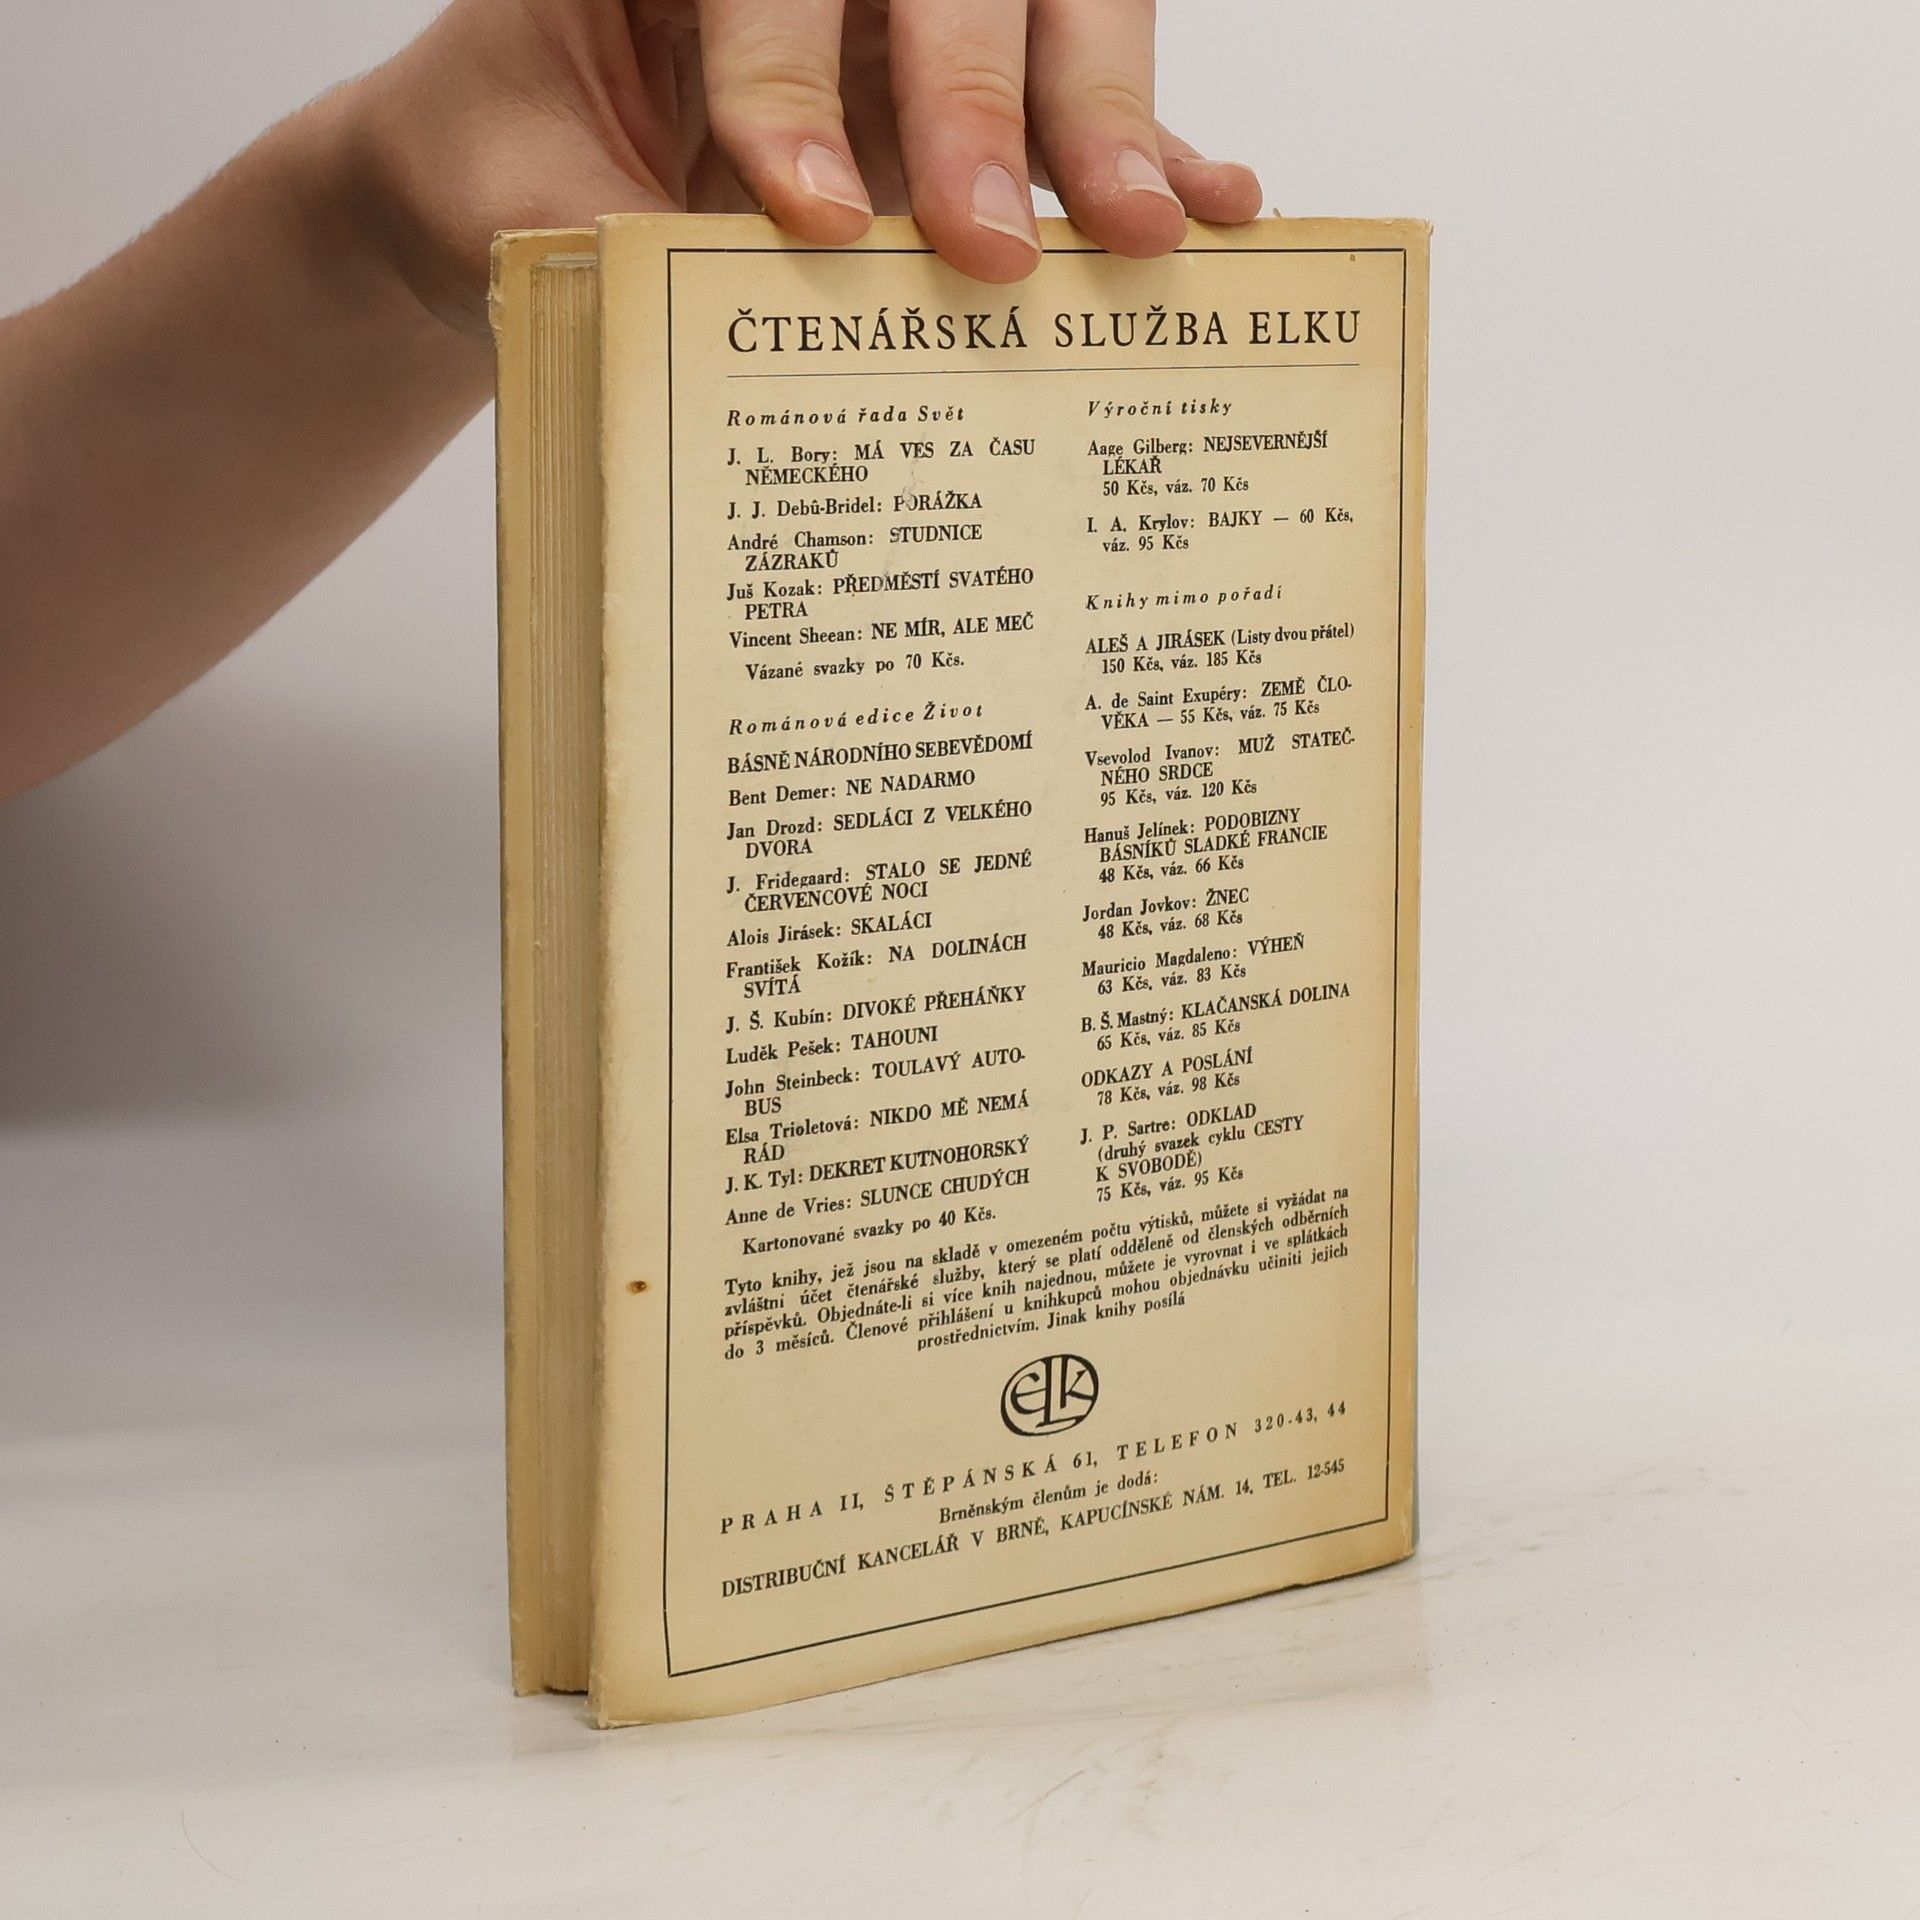 ČTENÁŘSKÁ SLUŽBA ELKU
Románová řada Svět
J. L. Bory: MÁ VES ZA ČASU
NĚMECKÉHO
J. J. Debû-Bridel: PORÁŽKA
André Chamson: STUDNICE
ZÁZRAKŮ
Juš Kozak: PŘEDMĚSTÍ SVATÉHO
PETRA
Vincent Sheean: NE MÍR, ALE MEČ
Vázané svazky po 70 Kčs.
Románová edice Život
BÁSNĚ NÁRODNÍHO SEBEVĚDOMÍ
Bent Demer: NE NADARMO
Jan Drozd: SEDLÁCI Z VELKÉHO
DVORA
J. Fridegaard: STALO SE JEDNÉ
ČERVENCOVÉ NOCI
Alois Jirásek: SKALÁCI
František Kožík: NA DOLINÁCH
SVÍTÁ
J. Š. Kubín: DIVOKÉ PŘEHÁŇKY
Luděk Pešek: TAHOUNI
John Steinbeck: TOULAVÝ AUTO-
BUS
Elsa Trioletová: NIKDO MĚ NEMÁ
RÁD
J. K. Tyl: DEKRET KUTNOHORSKÝ
Anne de Vries: SLUNCE CHUDÝCH
Kartonované svazky po 40 Kčs.
Výroční tisky
Aage Gilberg: NEJSEVERNĚJŠÍ
LÉKAŘ
50 Kčs, váz. 70 Kčs
I. A. Krylov: BAJKY — 60 Kčs,
váz. 95 Kčs
Knihy mimo pořadí
ALEŠ A JIRÁSEK (Listy dvou přátel)
150 Kčs, váz. 185 Kčs
A. de Saint Exupéry: ZEMĚ ČLO-
VĚKA — 55 Kčs, váz. 75 Kčs
Vsevolod Ivanov: MUŽ STATEČ-
NÉHO SRDCE
95 Kčs, váz. 120 Kčs
Hanuš Jelínek: PODOBIZNY
BÁSNÍKŮ SLADKÉ FRANCIE
48 Kčs, váz. 66 Kčs
Jordan Jovkov: ŽNEC
48 Kčs, váz. 68 Kčs
Mauricio Magdaleno: VÝHEŇ
63 Kčs, váz. 83 Kčs
B. Š. Mastný: KLAČANSKÁ DOLINA
65 Kčs, váz. 85 Kčs
ODKAZY A POSLÁNÍ
78 Kčs, váz. 98 Kčs
J. P. Sartre: ODKLAD
(druhý svazek cyklu CESTY
K SVOBODĚ)
75 Kčs, váz. 95 Kčs
Tyto knihy, jež jsou na skladě v omezeném počtu výtisků, můžete si vyžádat na
zvláštní účet čtenářské služby, který se platí odděleně od členských odběrních
příspěvků. Objednáte-li si více knih najednou, můžete je vyrovnat i ve splátkách
do 3 měsíců. Členové přihlášení u knihkupců mohou objednávku učiniti jejich
prostřednictvím. Jinak knihy posílá
ELK
PRAHA II, ŠTĚPÁNSKÁ 61, TELEFON 320-43, 44
Brněnským členům je dodá:
DISTRIBUČNÍ KANCELÁŘ V BRNĚ, KAPUCÍNSKÉ NÁM. 14, TEL. 12-545